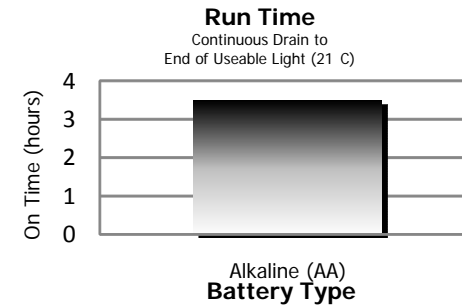 Run Time
Continuous Drain to
End of Useable Light (21 C)
On Time (hours)
4
3
2
1
0
Alkaline (AA)
Battery Type